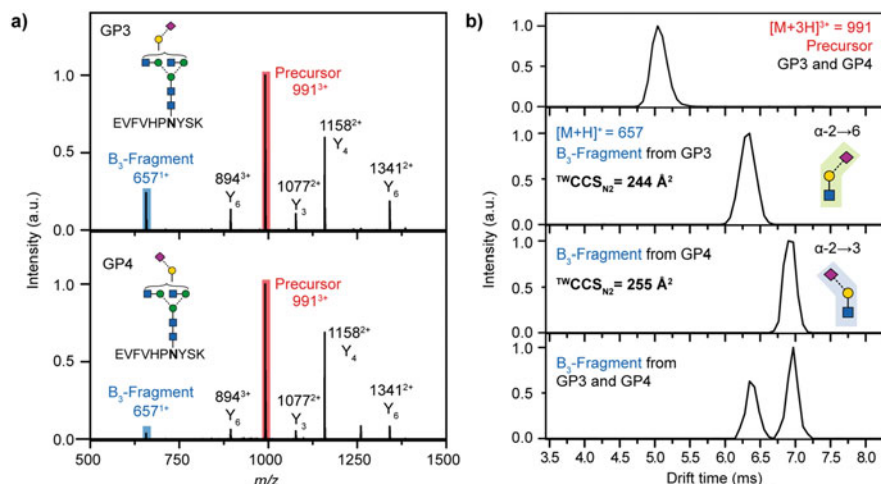 a)
GP3
EVFVHPNYSK
B3-Fragment
657¹⁺
894³⁺
Y6
Precursor
991³⁺
1077²⁺
Y3
1158²⁺
Y4
1341²⁺
Y6
1.0
0.5
0.0
GP4
EVFVHPNYSK
B3-Fragment
657¹⁺
894³⁺
Y6
Precursor
991³⁺
1077²⁺
Y3
1158²⁺
Y4
1341²⁺
Y6
1.0
0.5
0.0
Intensity (a.u.)
500 750 1000 1250 1500
m/z
b)
[M+3H]³⁺ = 991
Precursor
GP3 and GP4
1.0
0.5
0.0
[M+H]⁺ = 657
B3-Fragment from GP3
ᵀᵂCCSN2 = 244 Å²
α-2→6
1.0
0.5
0.0
B3-Fragment from GP4
ᵀᵂCCSN2 = 255 Å²
α-2→3
1.0
0.5
0.0
B3-Fragment from
GP3 and GP4
1.0
0.5
0.0
Intensity (a.u.)
3.5 4.0 4.5 5.0 5.5 6.0 6.5 7.0 7.5 8.0
Drift time (ms)